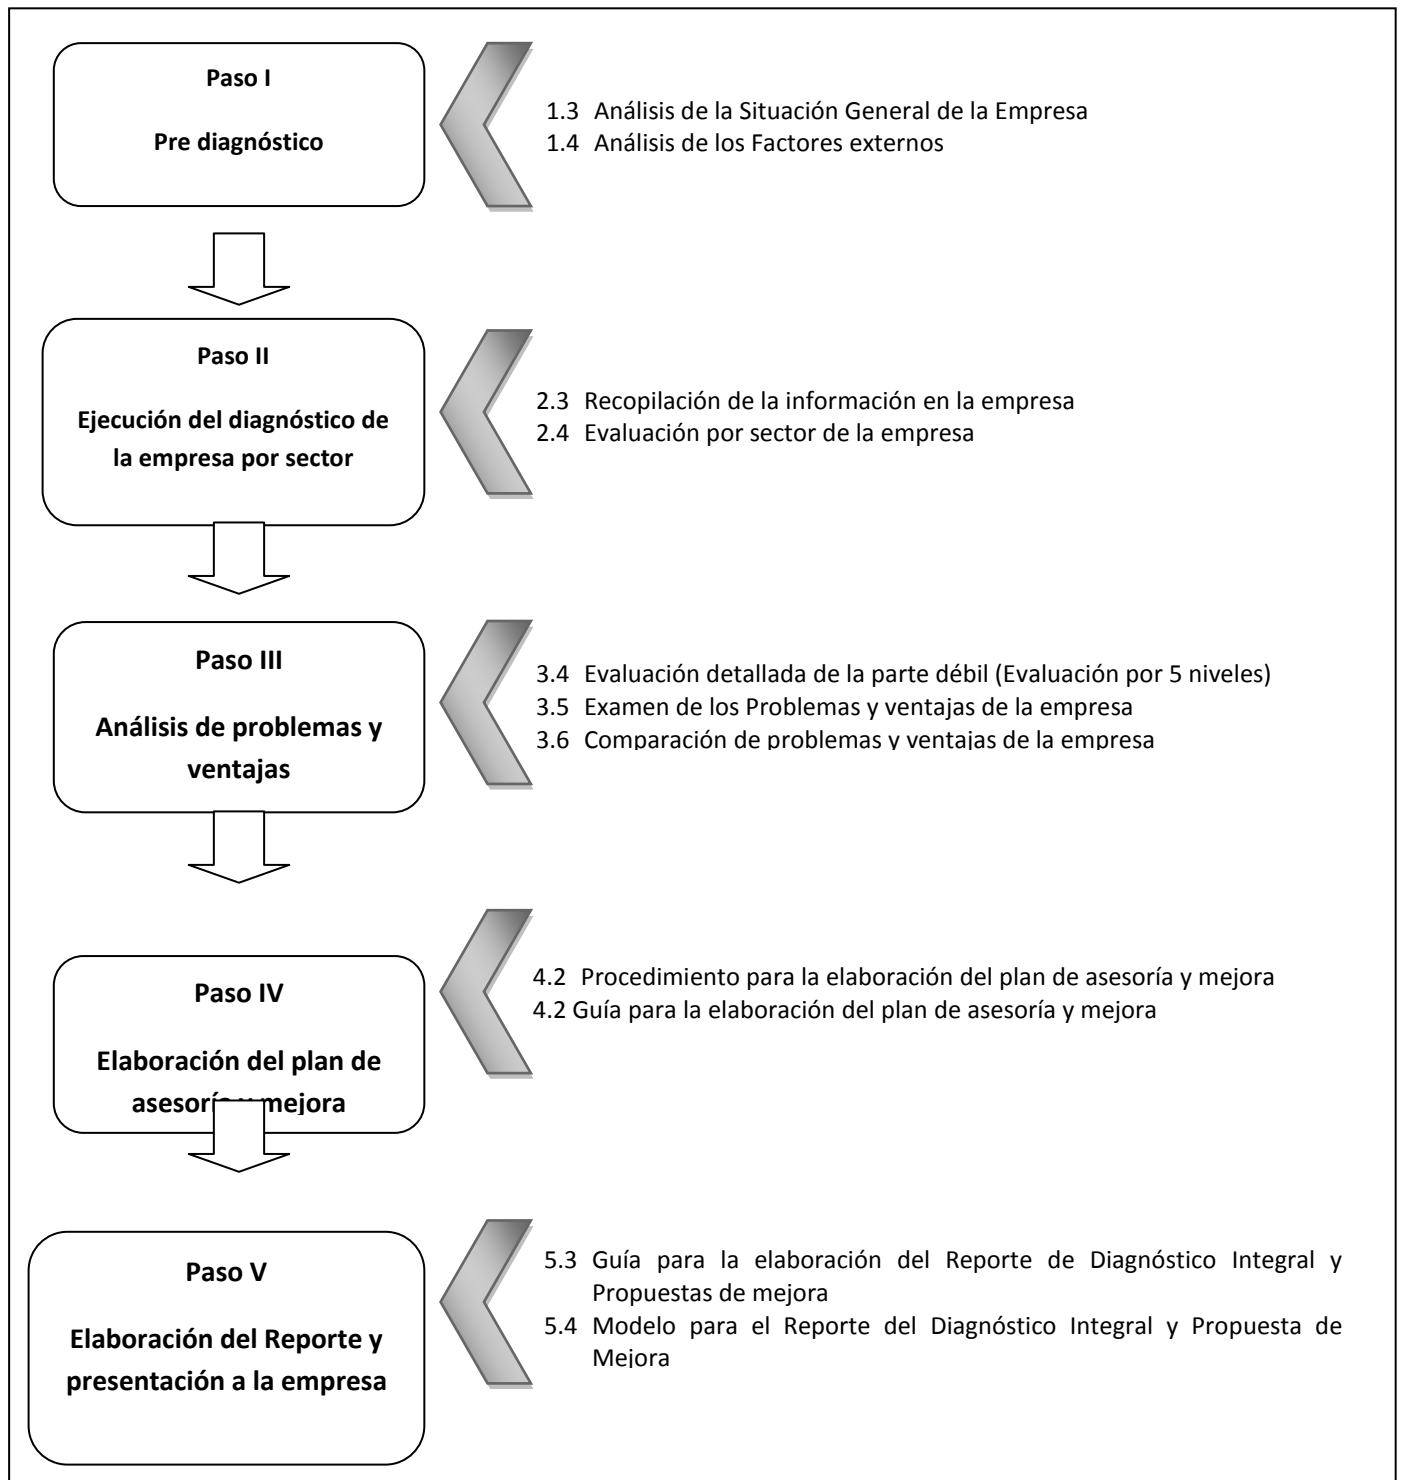 Paso I
Pre diagnóstico
1.3 Análisis de la Situación General de la Empresa
1.4 Análisis de los Factores externos
Paso II
Ejecución del diagnóstico de
la empresa por sector
2.3 Recopilación de la información en la empresa
2.4 Evaluación por sector de la empresa
Paso III
Análisis de problemas y
ventajas
3.4 Evaluación detallada de la parte débil (Evaluación por 5 niveles)
3.5 Examen de los Problemas y ventajas de la empresa
3.6 Comparación de problemas y ventajas de la empresa
Paso IV
Elaboración del plan de
asesoría y mejora
4.2 Procedimiento para la elaboración del plan de asesoría y mejora
4.2 Guía para la elaboración del plan de asesoría y mejora
Paso V
Elaboración del Reporte y
presentación a la empresa
5.3 Guía para la elaboración del Reporte de Diagnóstico Integral y
Propuestas de mejora
5.4 Modelo para el Reporte del Diagnóstico Integral y Propuesta de
Mejora